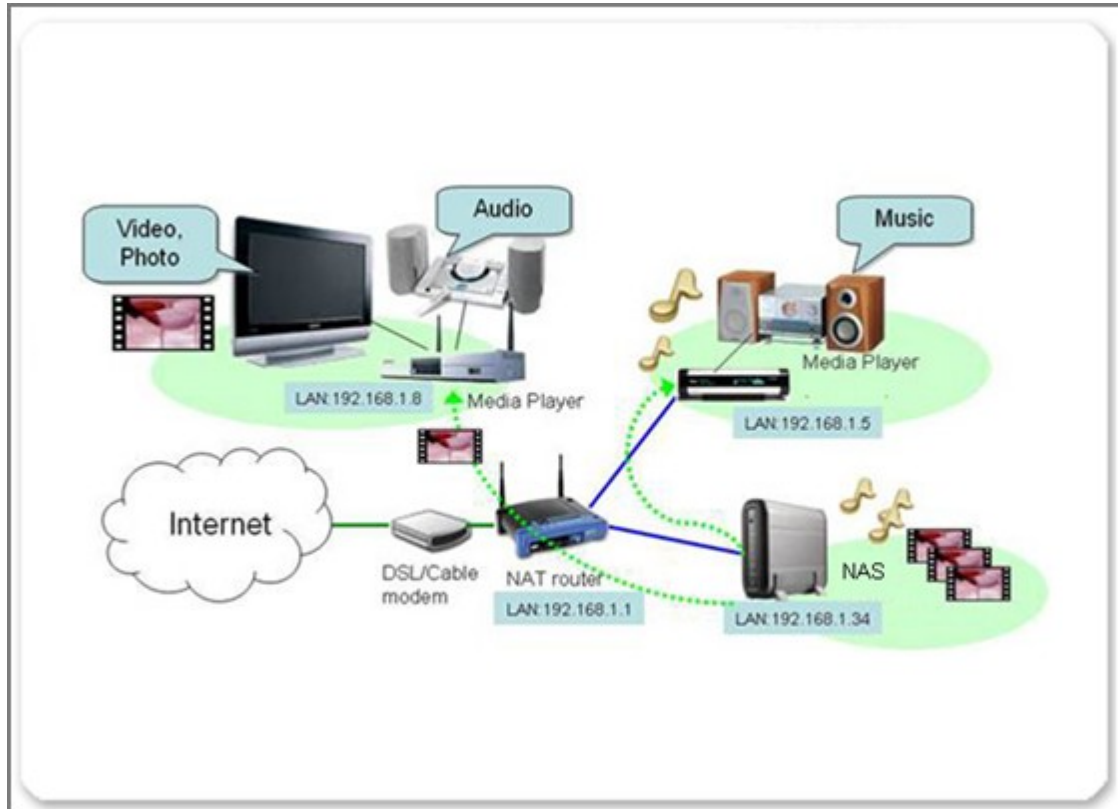 Video,
Photo
Audio
Music
Media Player
LAN:192.168.1.8
Media Player
LAN:192.168.1.5
Internet
DSL/Cable
modem
NAT router
LAN:192.168.1.1
NAS
LAN:192.168.1.34